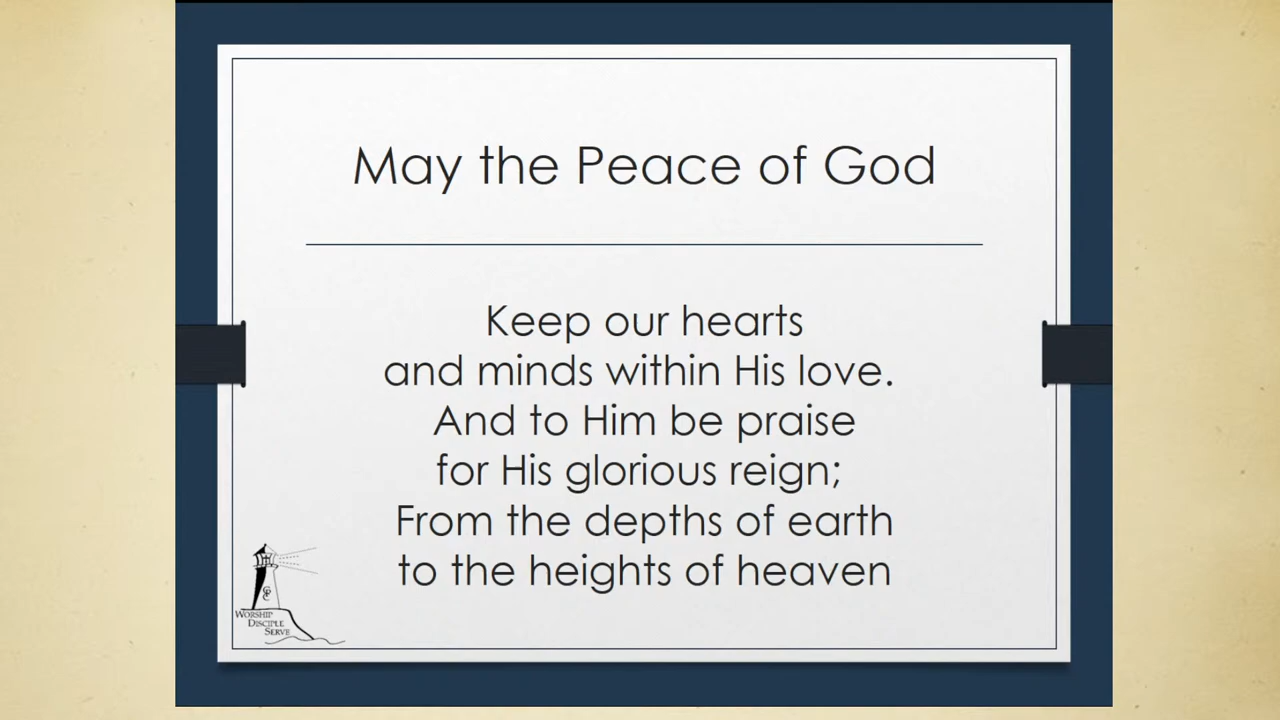 May the Peace of God
Keep our hearts
and minds within His love.
And to Him be praise
for His glorious reign;
From the depths of earth
to the heights of heaven
WORSHIP
DISCIPLE
SERVE